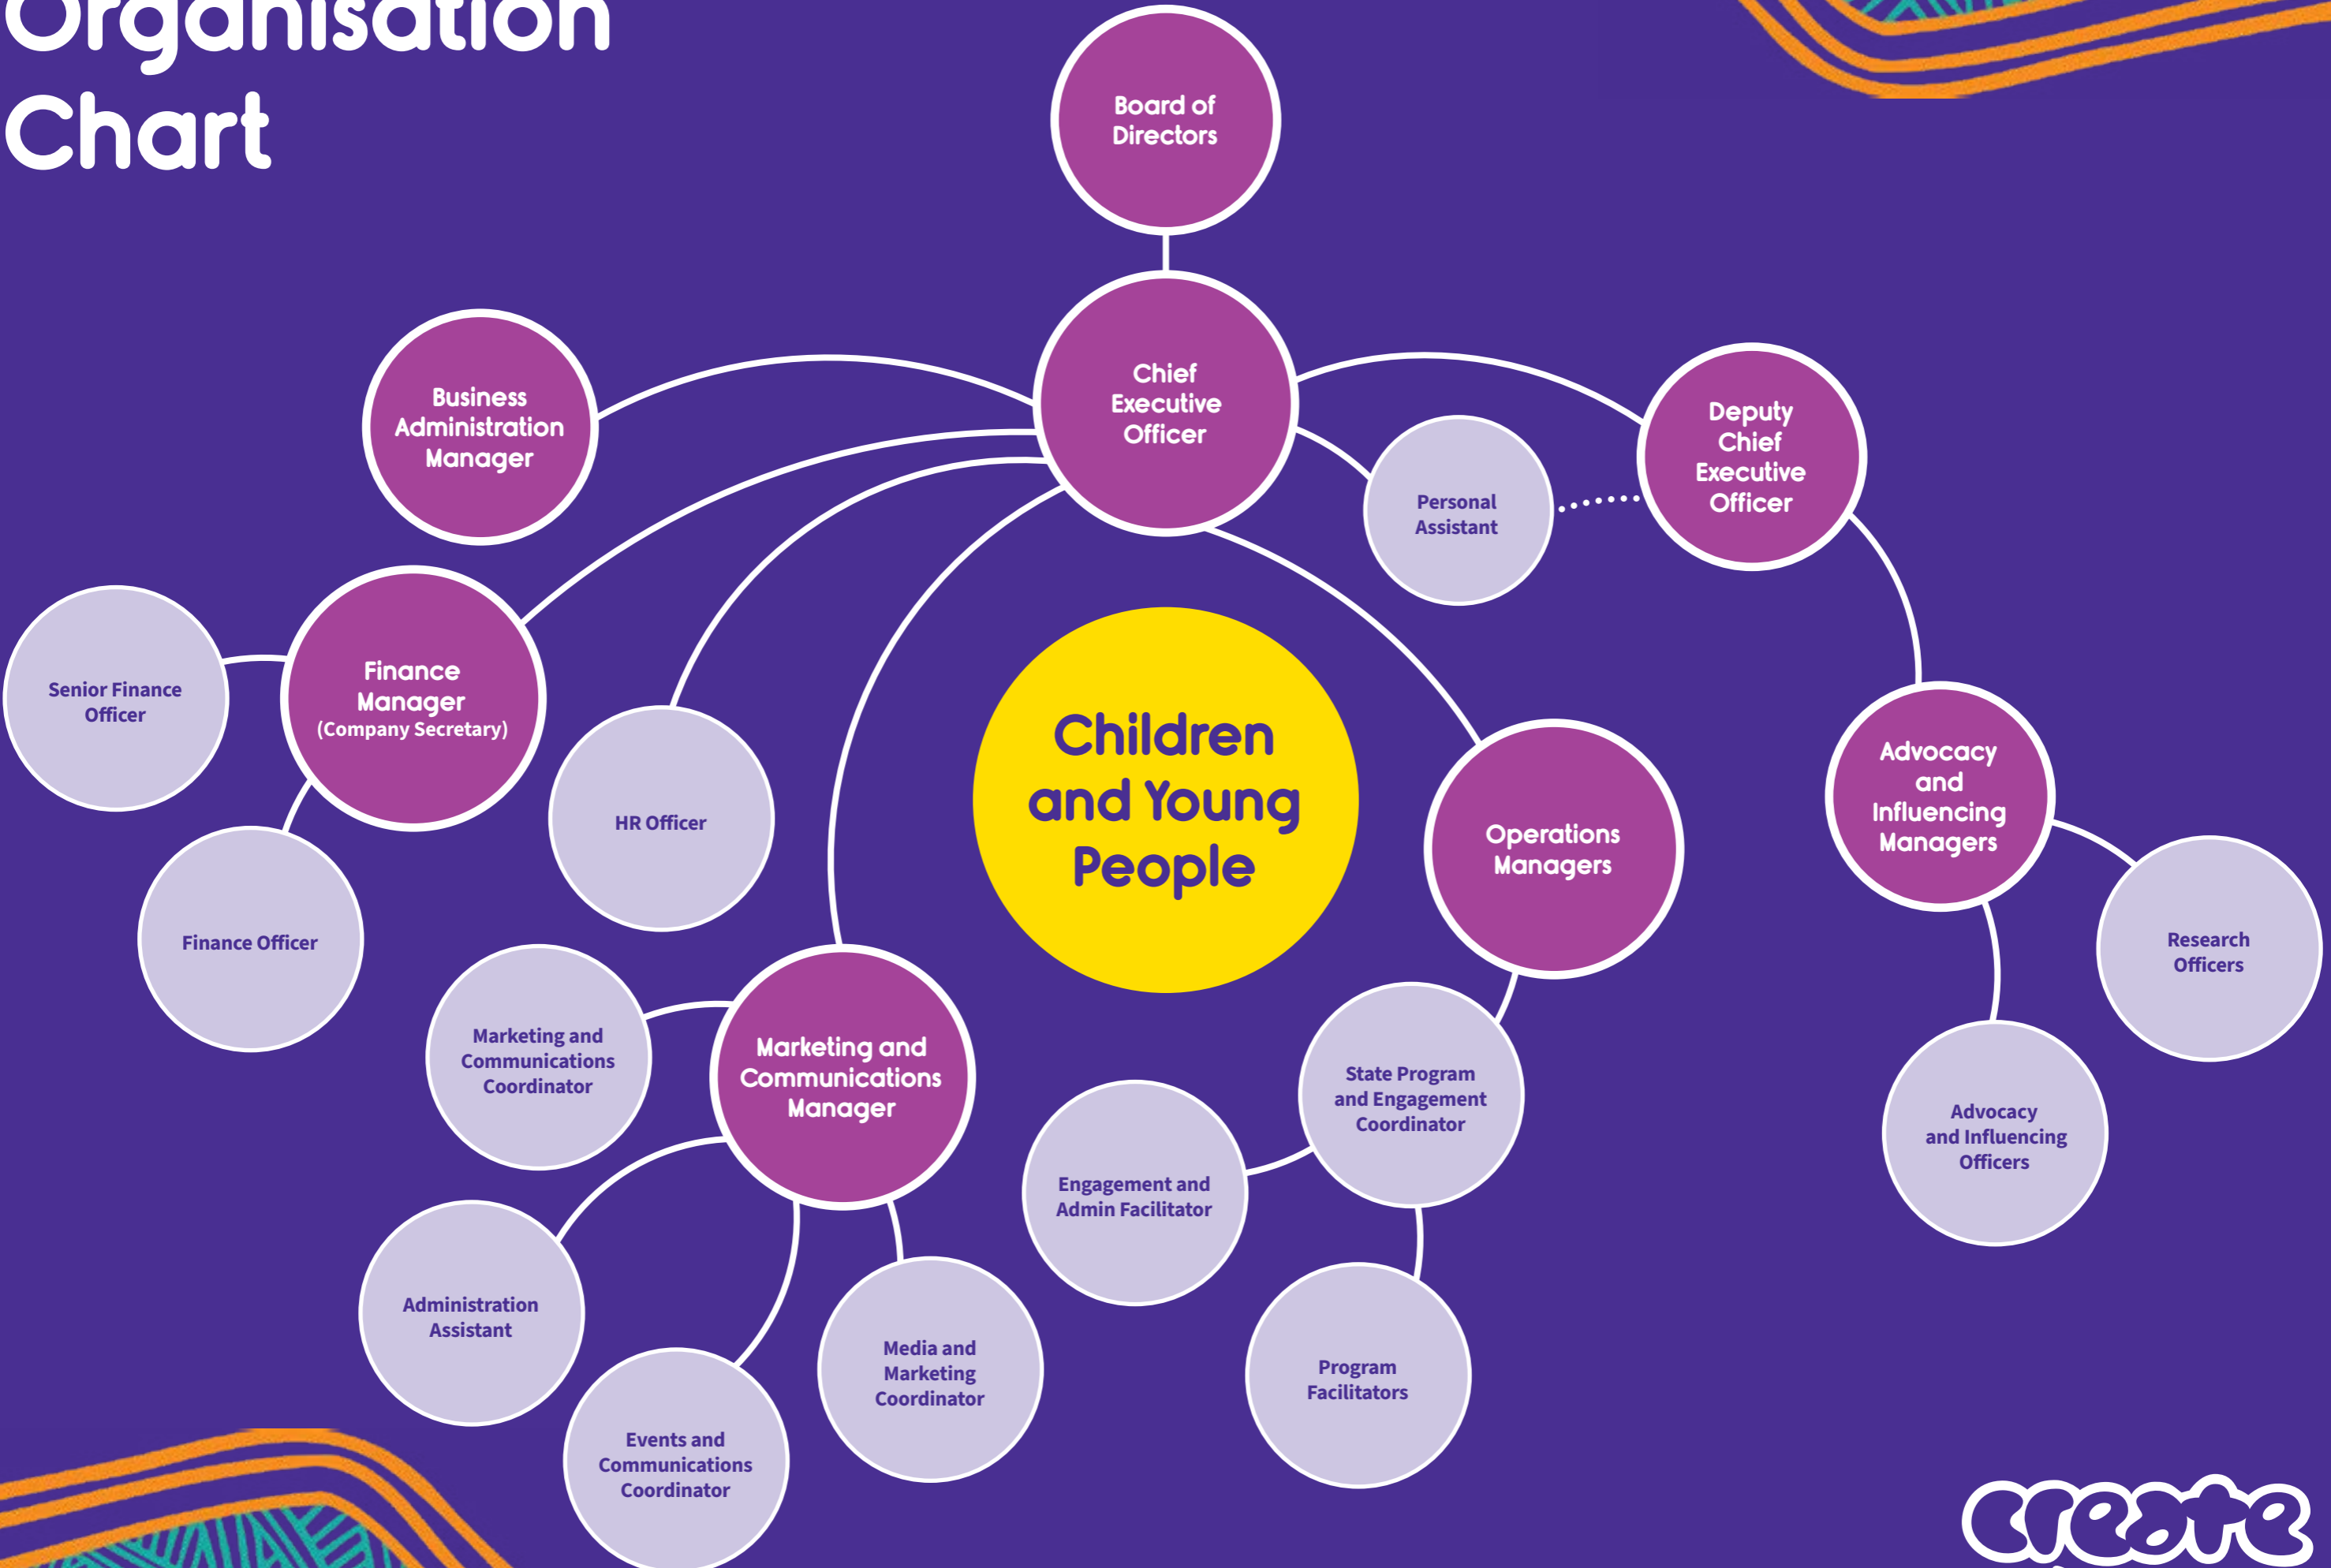 Organisation
Chart
Board of
Directors
Chief
Executive
Officer
Business
Administration
Manager
Deputy
Chief
Executive
Officer
Personal
Assistant
Finance
Manager
(Company Secretary)
Senior Finance
Officer
Finance Officer
HR Officer
Children
and Young
People
Operations
Managers
Advocacy
and
Influencing
Managers
Research
Officers
Advocacy
and Influencing
Officers
Marketing and
Communications
Manager
Marketing and
Communications
Coordinator
State Program
and Engagement
Coordinator
Engagement and
Admin Facilitator
Administration
Assistant
Media and
Marketing
Coordinator
Program
Facilitators
Events and
Communications
Coordinator
create